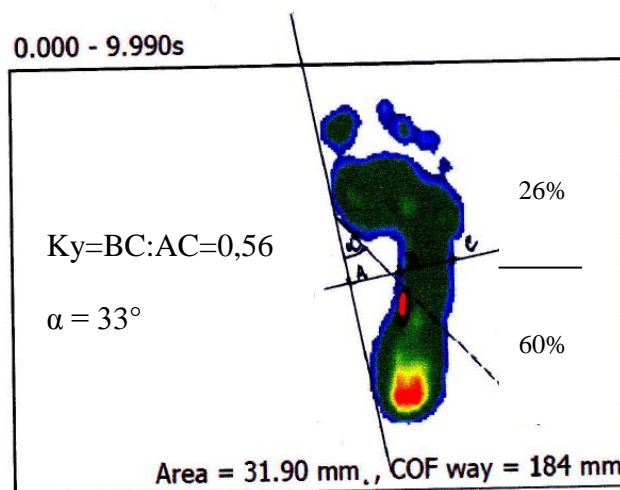 0.000 - 9.990s
26%
Ky=BC:AC=0,56
A
C
α = 33°
60%
Area = 31.90 mm., COF way = 184 mm